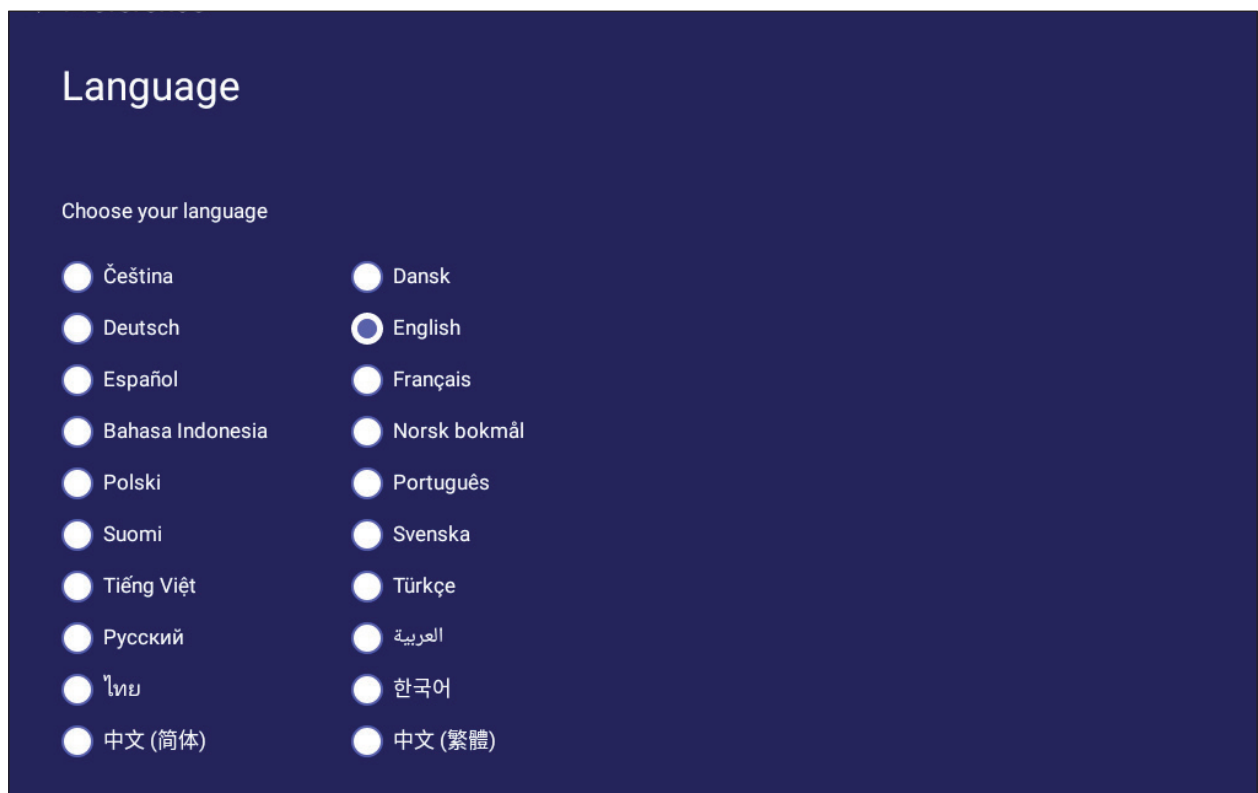 Language
Choose your language
Čeština Dansk
Deutsch English
Español Français
Bahasa Indonesia Norsk bokmål
Polski Português
Suomi Svenska
Tiếng Việt Türkçe
Русский العربية
ไทย 한국어
中文 (简体) 中文 (繁體)